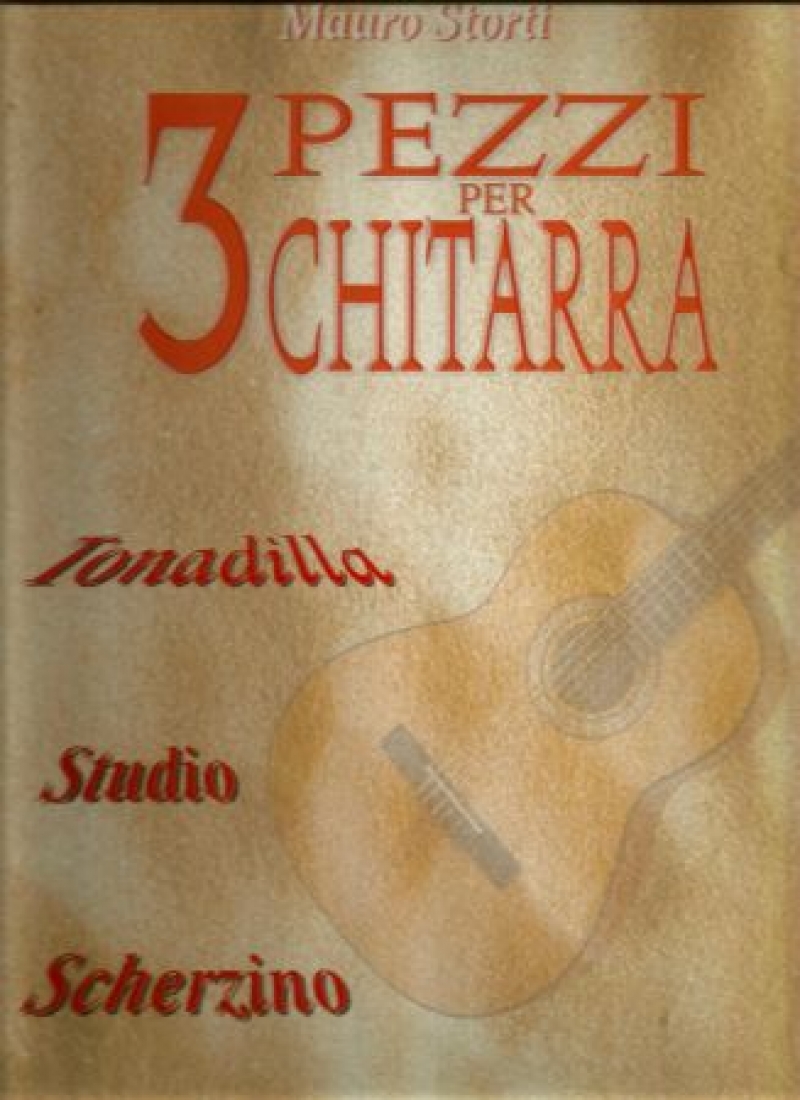 Mauro Storti
3 PEZZI
PER
CHITARRA
Tonadilla
Studio
Scherzino